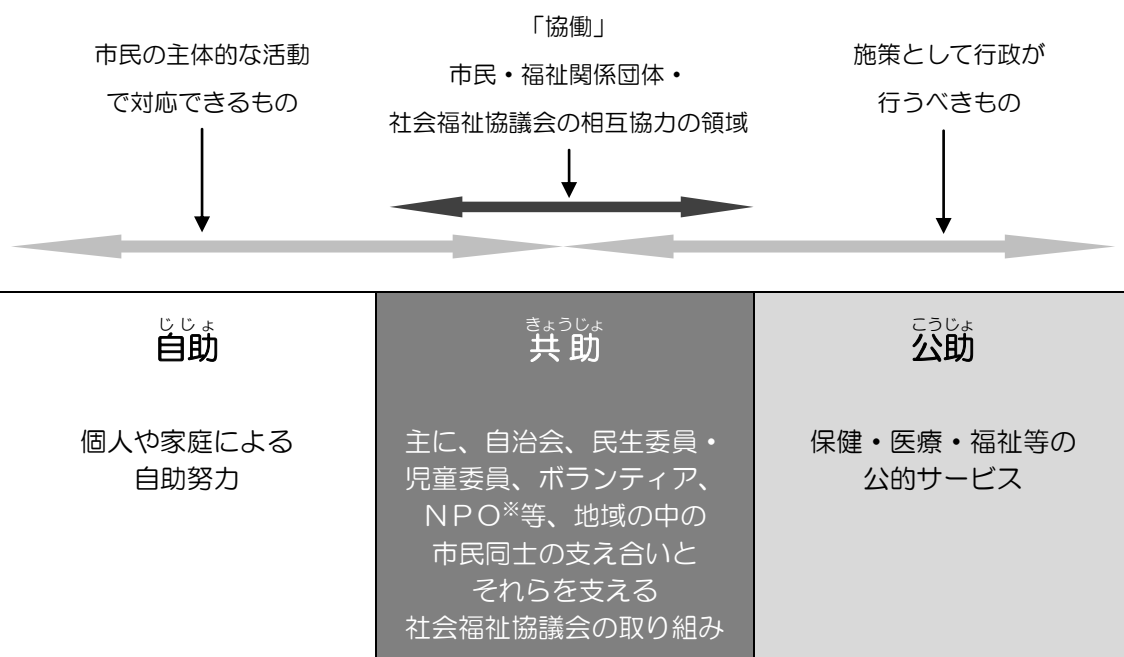 市民の主体的な活動
で対応できるもの
「協働」
市民・福祉関係団体・
社会福祉協議会の相互協力の領域
施策として行政が
行うべきもの
じじょ
自助
個人や家庭による
自助努力
きょうじょ
共助
主に、自治会、民生委員・
児童委員、ボランティア、
ＮＰＯ※等、地域の中の
市民同士の支え合いと
それらを支える
社会福祉協議会の取り組み
こうじょ
公助
保健・医療・福祉等の
公的サービス